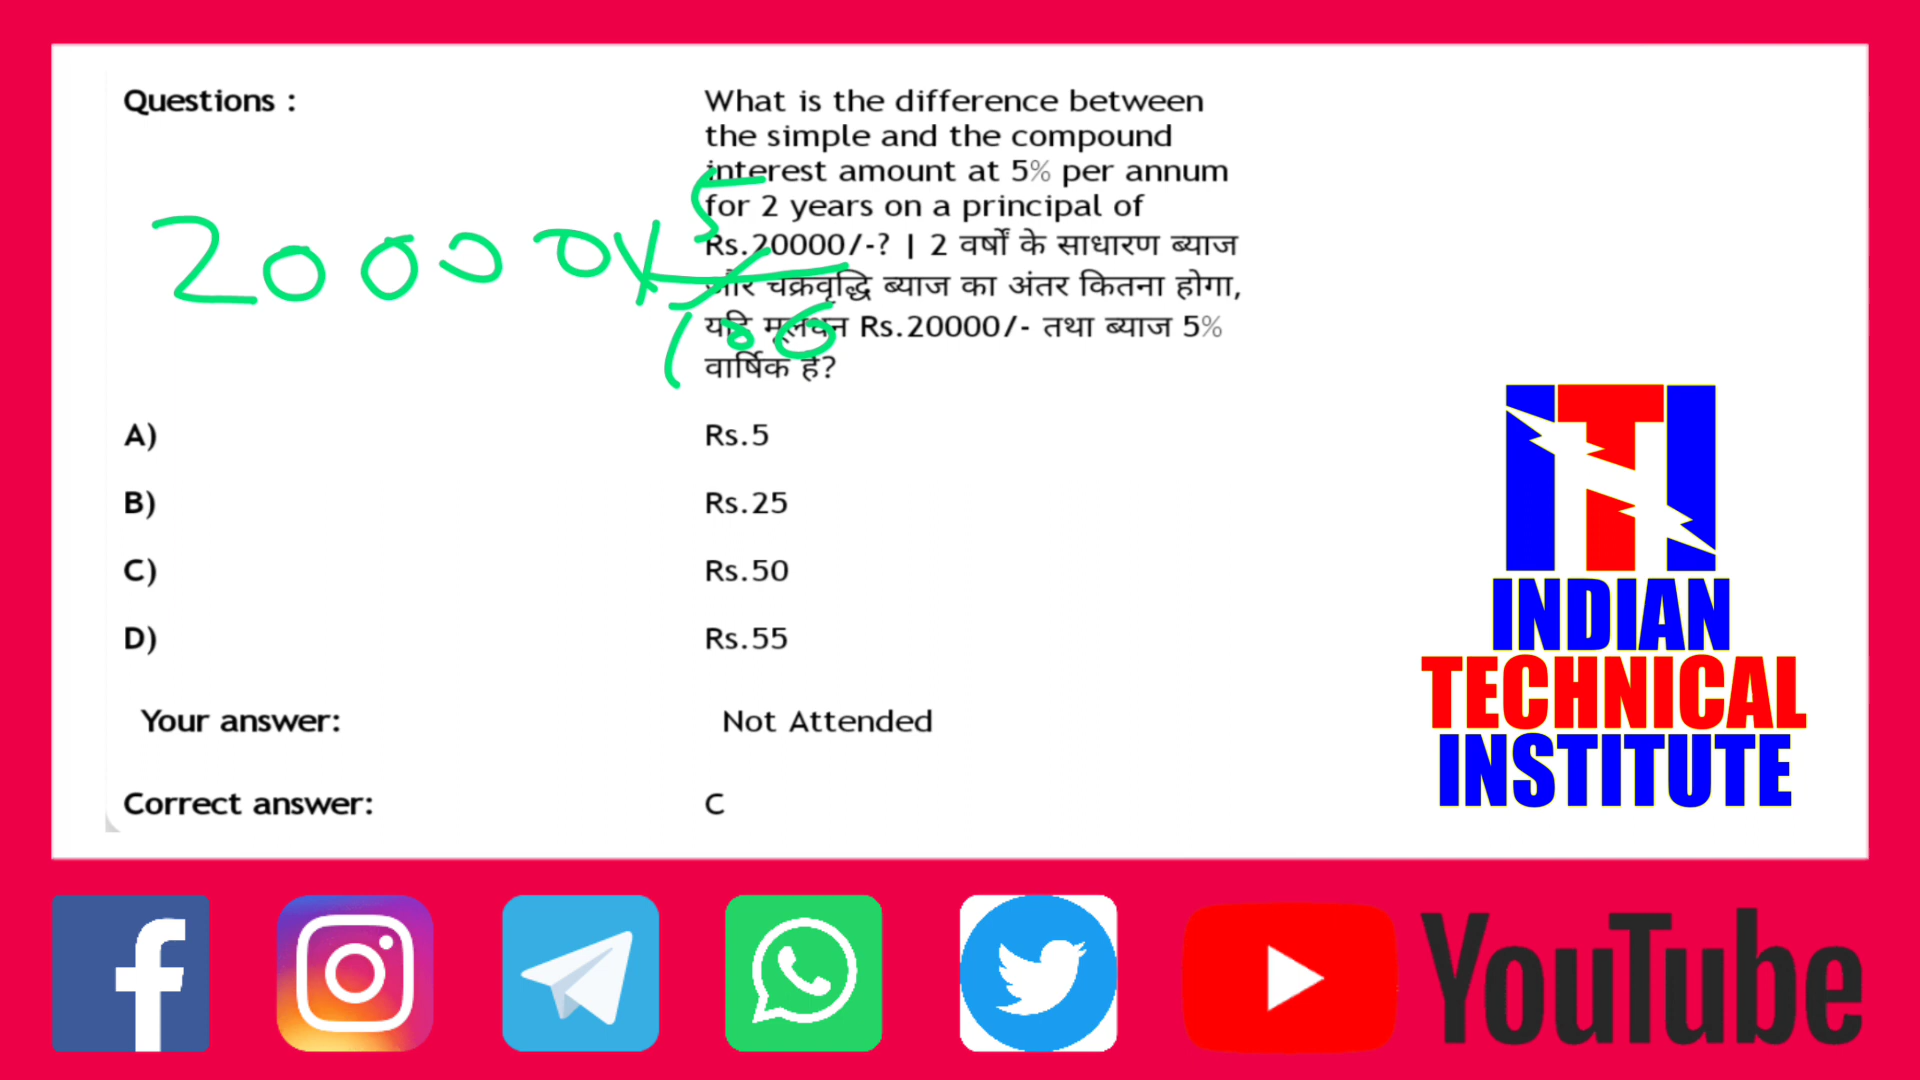 Questions :
What is the difference between
the simple and the compound
interest amount at 5% per annum
for 2 years on a principal of
Rs.20000/-? | 2 वर्षों के साधारण ब्याज
और चक्रवृद्धि ब्याज का अंतर कितना होगा,
यदि मूलधन Rs.20000/- तथा ब्याज 5%
वार्षिक है?
20000 x 5
100
A) Rs.5
B) Rs.25
C) Rs.50
D) Rs.55
Your answer: Not Attended
Correct answer: C
ITI
INDIAN
TECHNICAL
INSTITUTE
YouTube